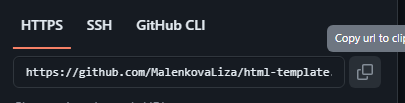 HTTPS SSH GitHub CLI
Copy url to clip
https://github.com/MalenkovaLiza/html-template.